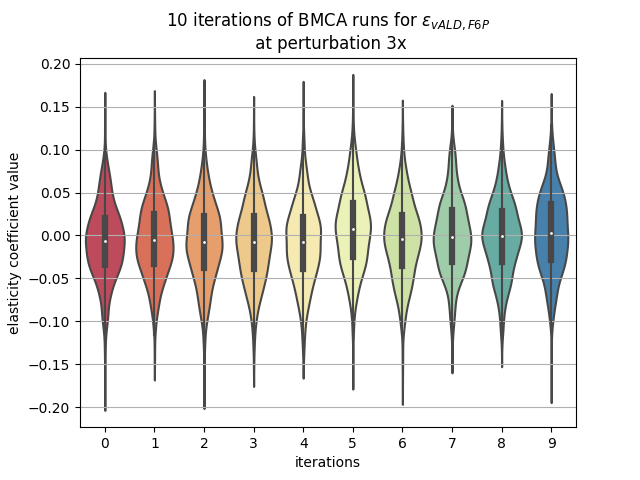 10 iterations of BMCA runs for ε_{vALD, F6P}
at perturbation 3x
0.20
0.15
0.10
0.05
0.00
−0.05
−0.10
−0.15
−0.20
elasticity coefficient value
0 1 2 3 4 5 6 7 8 9
iterations